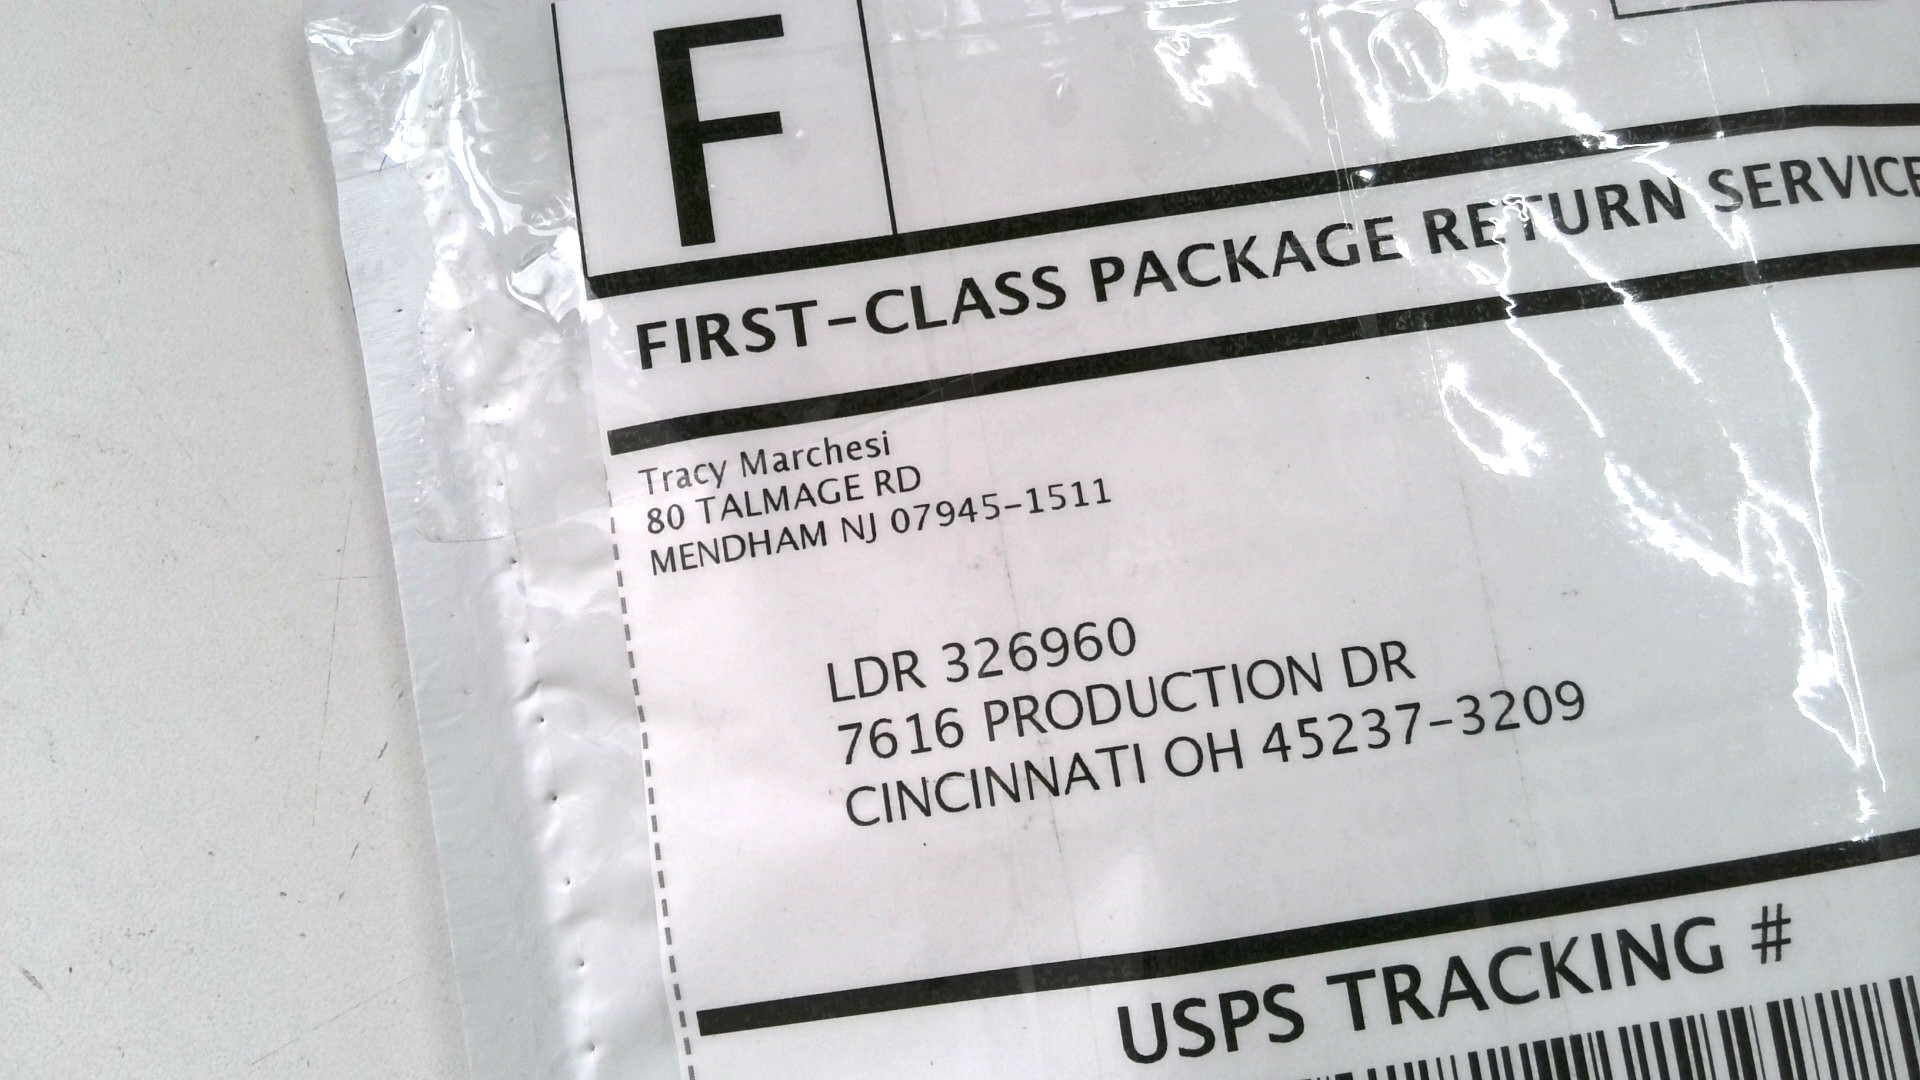 F
FIRST-CLASS PACKAGE RETURN SERVICE
Tracy Marchesi
80 TALMAGE RD
MENDHAM NJ 07945-1511
LDR 326960
7616 PRODUCTION DR
CINCINNATI OH 45237-3209
USPS TRACKING #